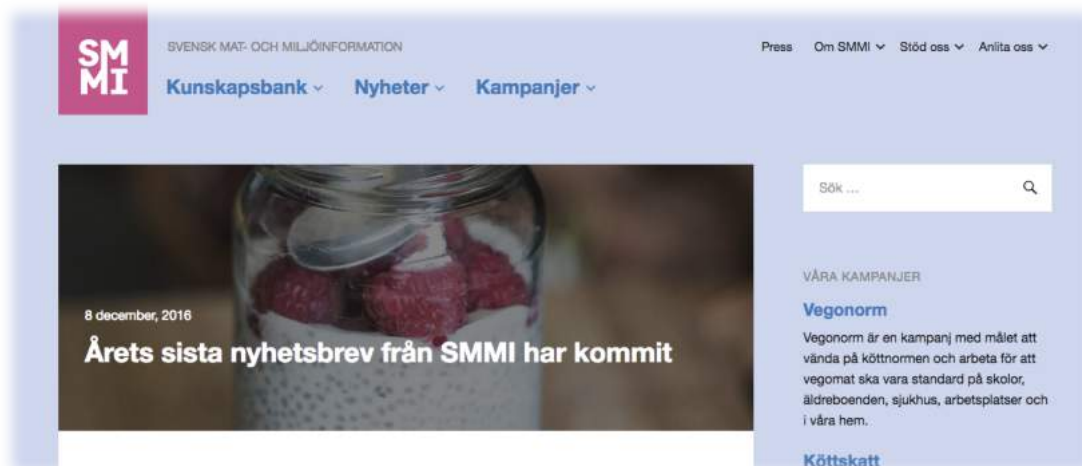 SM
MI
SVENSK MAT- OCH MILJÖINFORMATION
Press Om SMMI Stöd oss Anlita oss
Kunskapsbank Nyheter Kampanjer
Sök ...
8 december, 2016
Årets sista nyhetsbrev från SMMI har kommit
VÅRA KAMPANJER
Vegonorm
Vegonorm är en kampanj med målet att
vända på köttnormen och arbeta för att
vegomat ska vara standard på skolor,
äldreboenden, sjukhus, arbetsplatser och
i våra hem.
Köttskatt